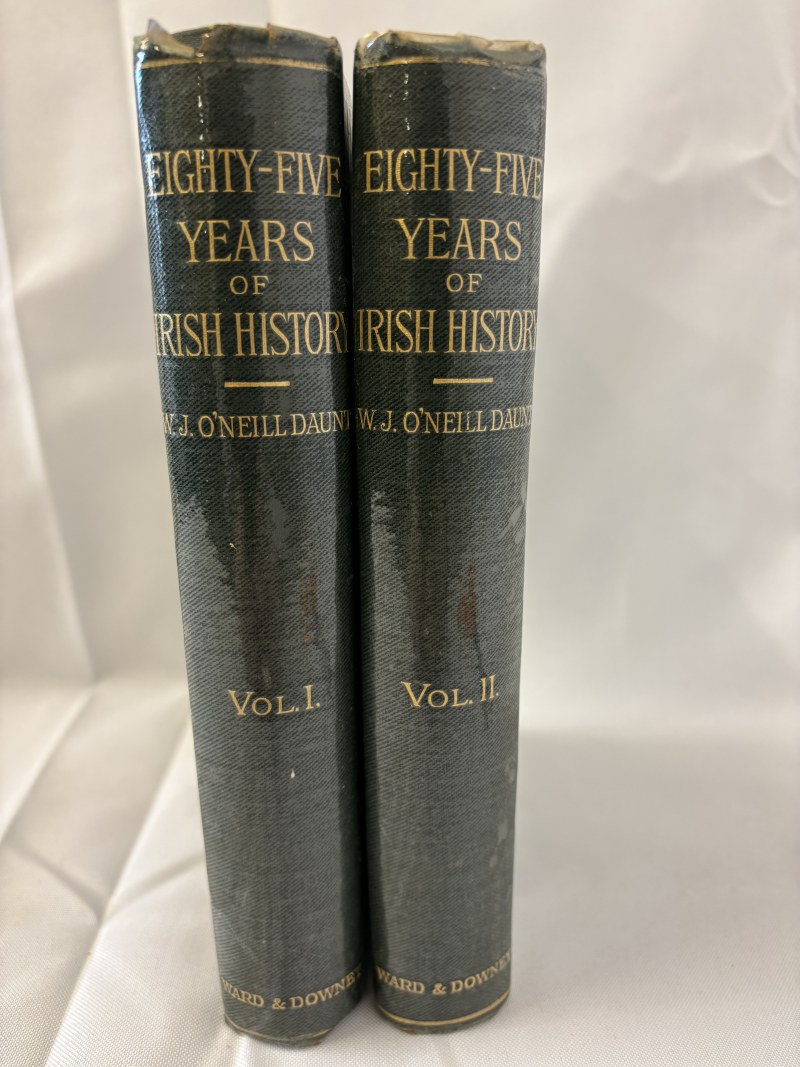 EIGHTY-FIVE
YEARS
OF
IRISH HISTORY
W. J. O'NEILL DAUNT
VOL. I.
WARD & DOWNEY
EIGHTY-FIVE
YEARS
OF
IRISH HISTORY
W. J. O'NEILL DAUNT
VOL. II.
WARD & DOWNEY